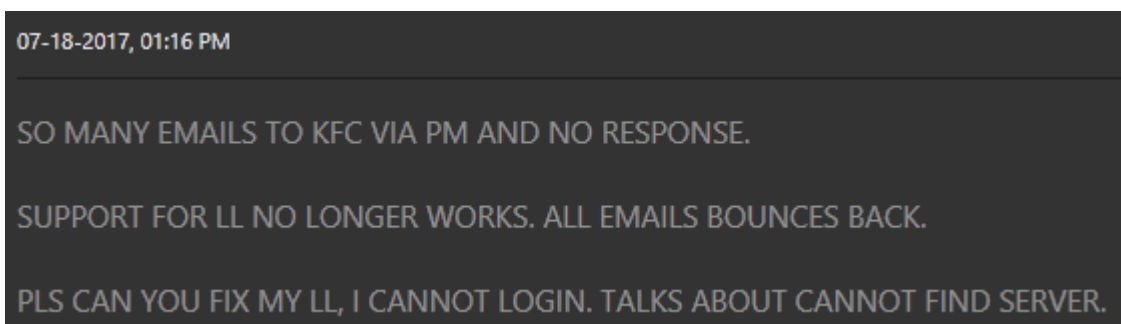 07-18-2017, 01:16 PM
SO MANY EMAILS TO KFC VIA PM AND NO RESPONSE.
SUPPORT FOR LL NO LONGER WORKS. ALL EMAILS BOUNCES BACK.
PLS CAN YOU FIX MY LL, I CANNOT LOGIN. TALKS ABOUT CANNOT FIND SERVER.